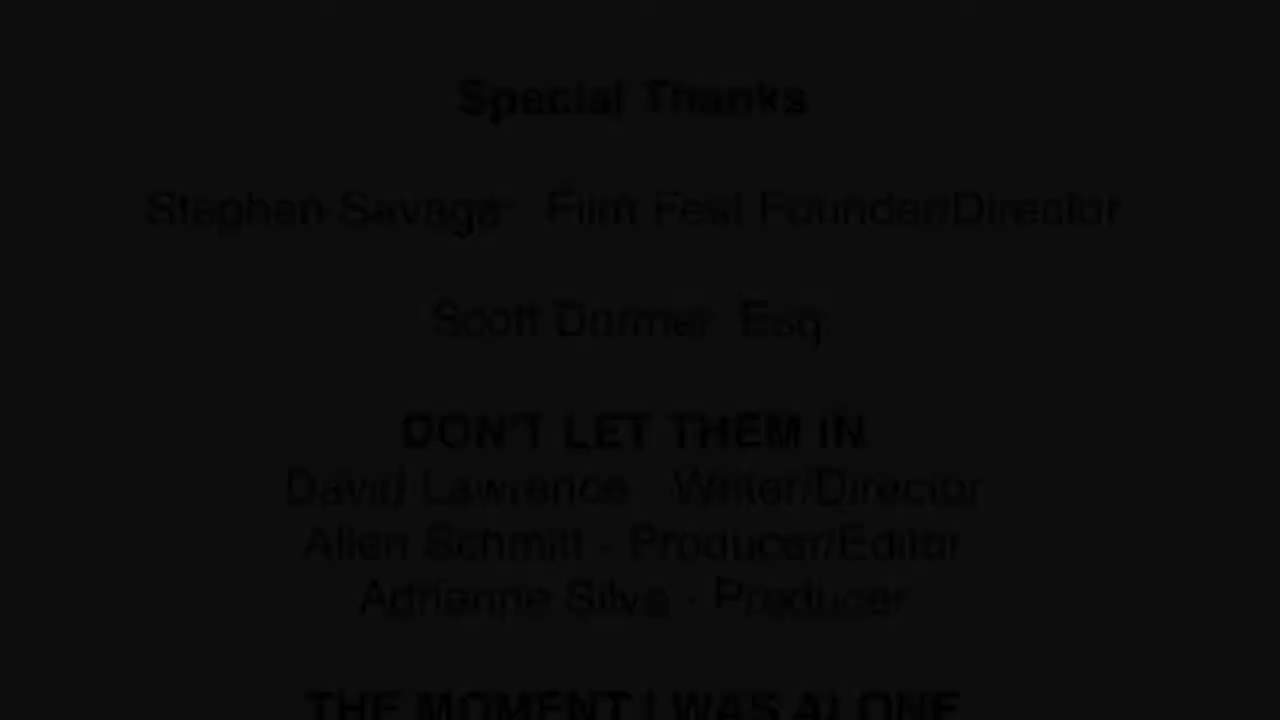 Special Thanks
Stephan Savage - Film Fest Founder/Director
Scott Dormer, Esq
DON'T LET THEM IN
David Lawrence - Writer/Director
Allen Schmitt - Producer/Editor
Adrianne Silva - Producer
THE MOMENT I WAS ALONE